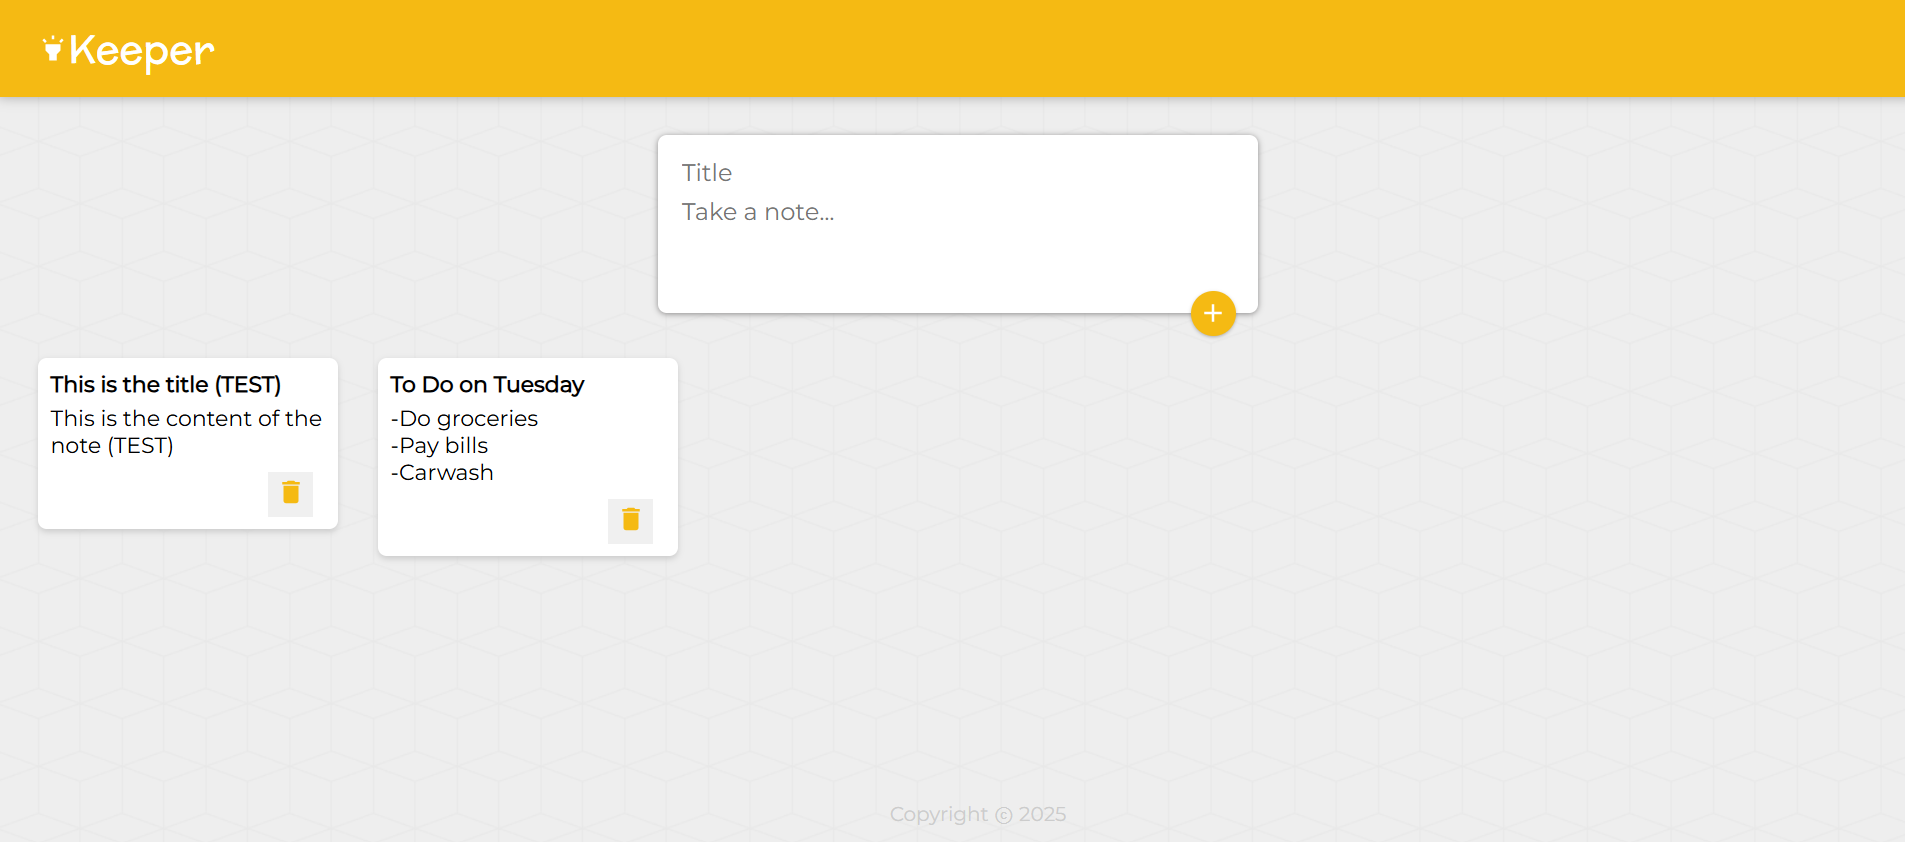 Keeper
Title
Take a note...
This is the title (TEST)
This is the content of the
note (TEST)
To Do on Tuesday
-Do groceries
-Pay bills
-Carwash
Copyright © 2025